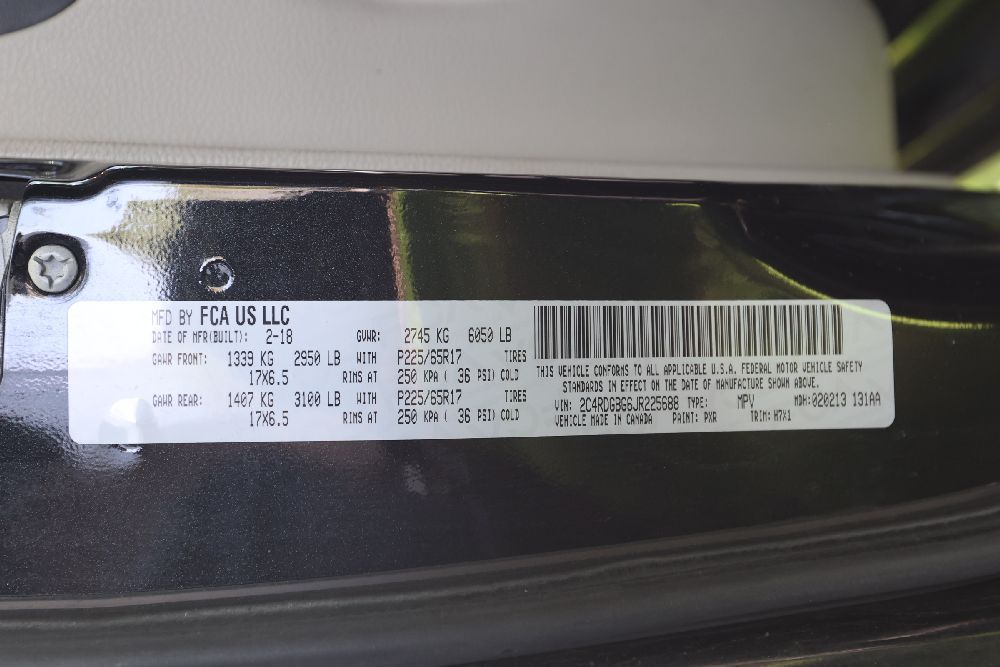 MFD BY FCA US LLC
DATE OF MFR(BUILT): 2-18 GVWR: 2745 KG 6050 LB
GAWR FRONT: 1339 KG 2950 LB WITH P225/65R17 TIRES
17X6.5 RIMS AT 250 KPA ( 36 PSI) COLD
GAWR REAR: 1407 KG 3100 LB WITH P225/65R17 TIRES
17X6.5 RIMS AT 250 KPA ( 36 PSI) COLD
THIS VEHICLE CONFORMS TO ALL APPLICABLE U.S.A. FEDERAL MOTOR VEHICLE SAFETY
STANDARDS IN EFFECT ON THE DATE OF MANUFACTURE SHOWN ABOVE.
VIN: 2C4RDGBG6JR225688 TYPE: MPV MDH: 020213 131AA
VEHICLE MADE IN CANADA PAINT: PXR TRIM: H7X1